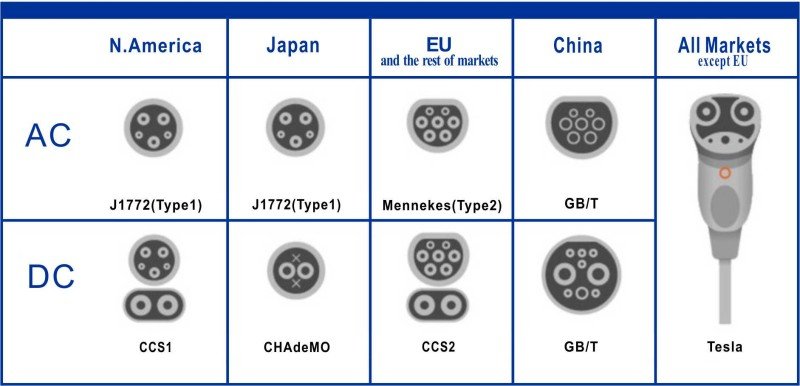 N.America
Japan
EU
and the rest of markets
China
All Markets
except EU
AC
J1772(Type1)
J1772(Type1)
Mennekes(Type2)
GB/T
DC
CCS1
CHAdeMO
CCS2
GB/T
Tesla